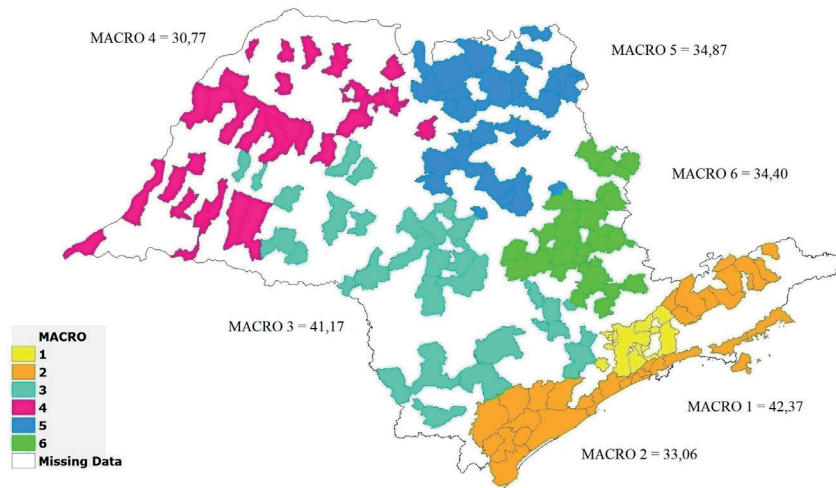 MACRO 4 = 30,77
MACRO 5 = 34,87
MACRO 6 = 34,40
MACRO 3 = 41,17
MACRO 1 = 42,37
MACRO 2 = 33,06
MACRO
1
2
3
4
5
6
Missing Data